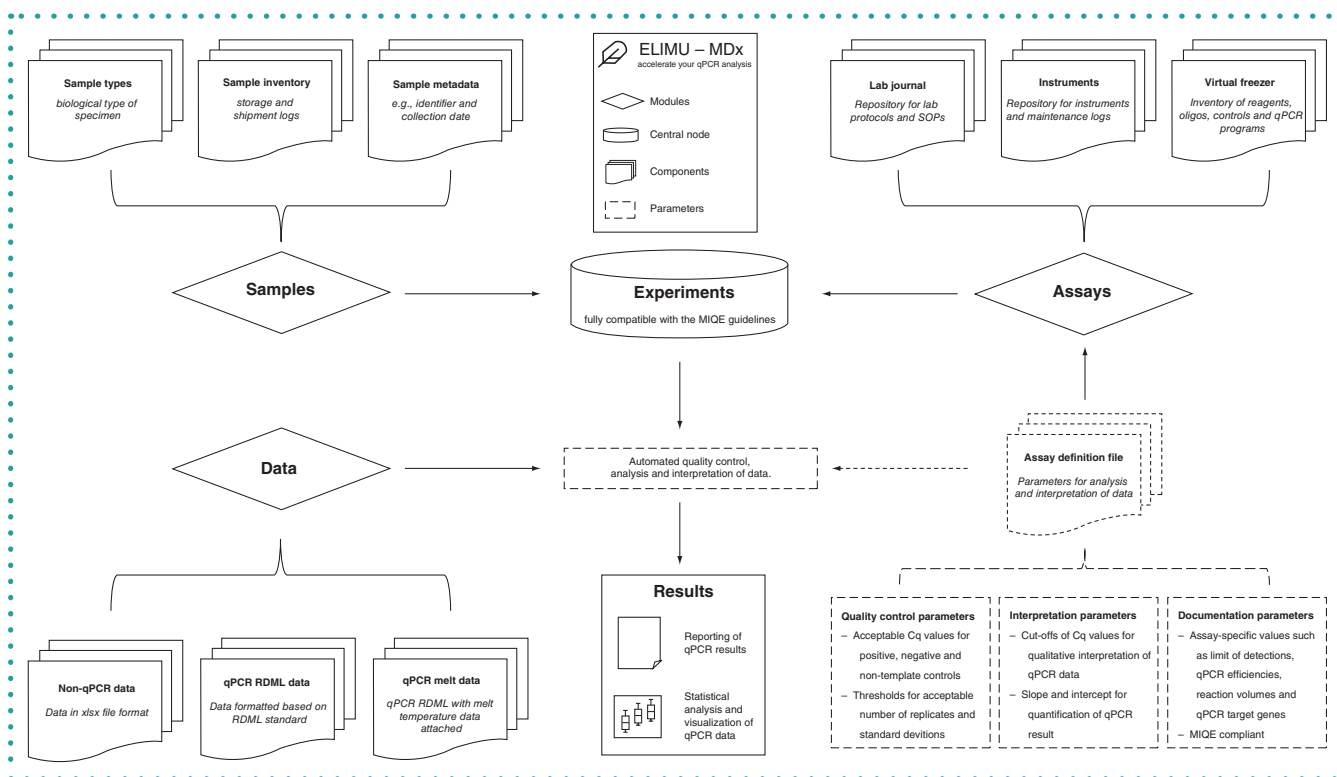 Sample types
biological type of
specimen
Sample inventory
storage and
shipment logs
Sample metadata
e.g., identifier and
collection date
ELIMU – MDx
accelerate your qPCR analysis
Modules
Central node
Components
Parameters
Lab journal
Repository for lab
protocols and SOPs
Instruments
Repository for instruments
and maintenance logs
Virtual freezer
Inventory of reagents,
oligos, controls and qPCR
programs
Samples
Experiments
fully compatible with the MIQE guidelines
Assays
Data
Automated quality control,
analysis and interpretation of data.
Assay definition file
Parameters for analysis
and interpretation of data
Non-qPCR data
Data in xlsx file format
qPCR RDML data
Data formatted based on
RDML standard
qPCR melt data
qPCR RDML with melt
temperature data
attached
Results
Reporting of
qPCR results
Statistical
analysis and
visualization of
qPCR data
Quality control parameters
– Acceptable Cq values for
positive, negative and
non-template controls
– Thresholds for acceptable
number of replicates and
standard devitions
Interpretation parameters
– Cut-offs of Cq values for
qualitative interpretation of
qPCR data
– Slope and intercept for
quantification of qPCR
result
Documentation parameters
– Assay-specific values such
as limit of detections,
qPCR efficiencies,
reaction volumes and
qPCR target genes
– MIQE compliant